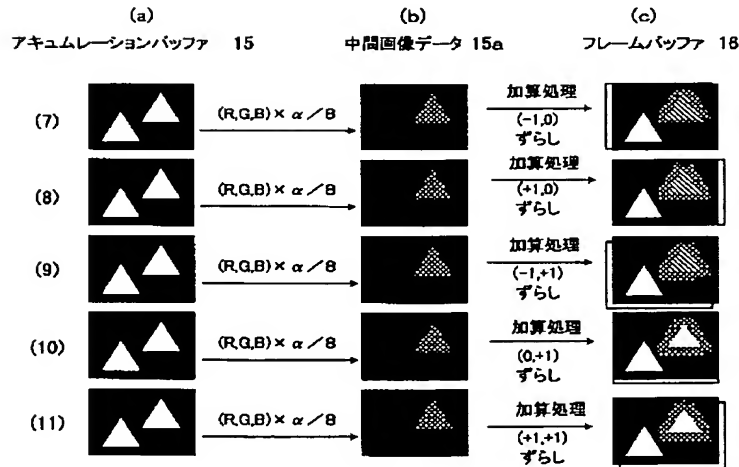 (a) (b) (c)
アキュムレーションバッファ 15 中間画像データ 15a フレームバッファ 16
(7) (R,G,B)× α/8 加算処理
(-1,0)
ずらし
(8) (R,G,B)× α/8 加算処理
(+1,0)
ずらし
(9) (R,G,B)× α/8 加算処理
(-1,+1)
ずらし
(10) (R,G,B)× α/8 加算処理
(0,+1)
ずらし
(11) (R,G,B)× α/8 加算処理
(+1,+1)
ずらし